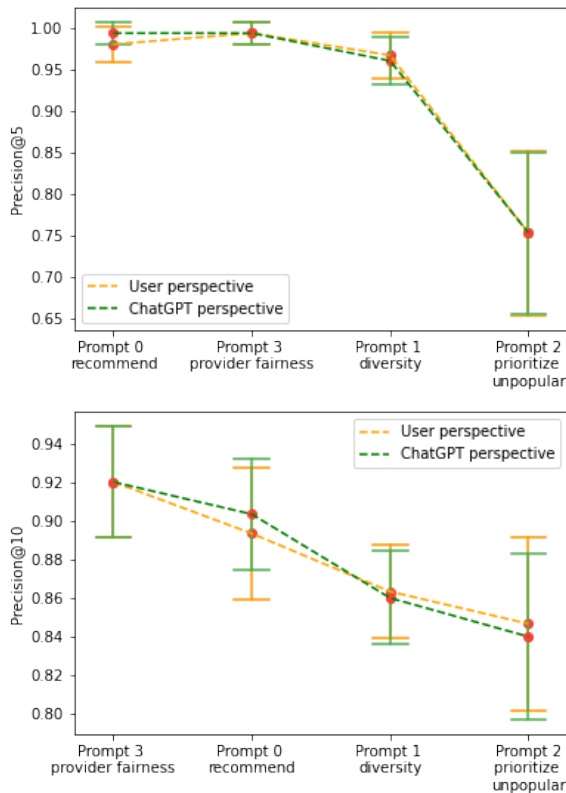 1.00
0.95
0.90
0.85
0.80
0.75
0.70
0.65
Precision@5
User perspective
ChatGPT perspective
Prompt 0
recommend
Prompt 3
provider fairness
Prompt 1
diversity
Prompt 2
prioritize
unpopular
0.94
0.92
0.90
0.88
0.86
0.84
0.82
0.80
Precision@10
User perspective
ChatGPT perspective
Prompt 3
provider fairness
Prompt 0
recommend
Prompt 1
diversity
Prompt 2
prioritize
unpopular